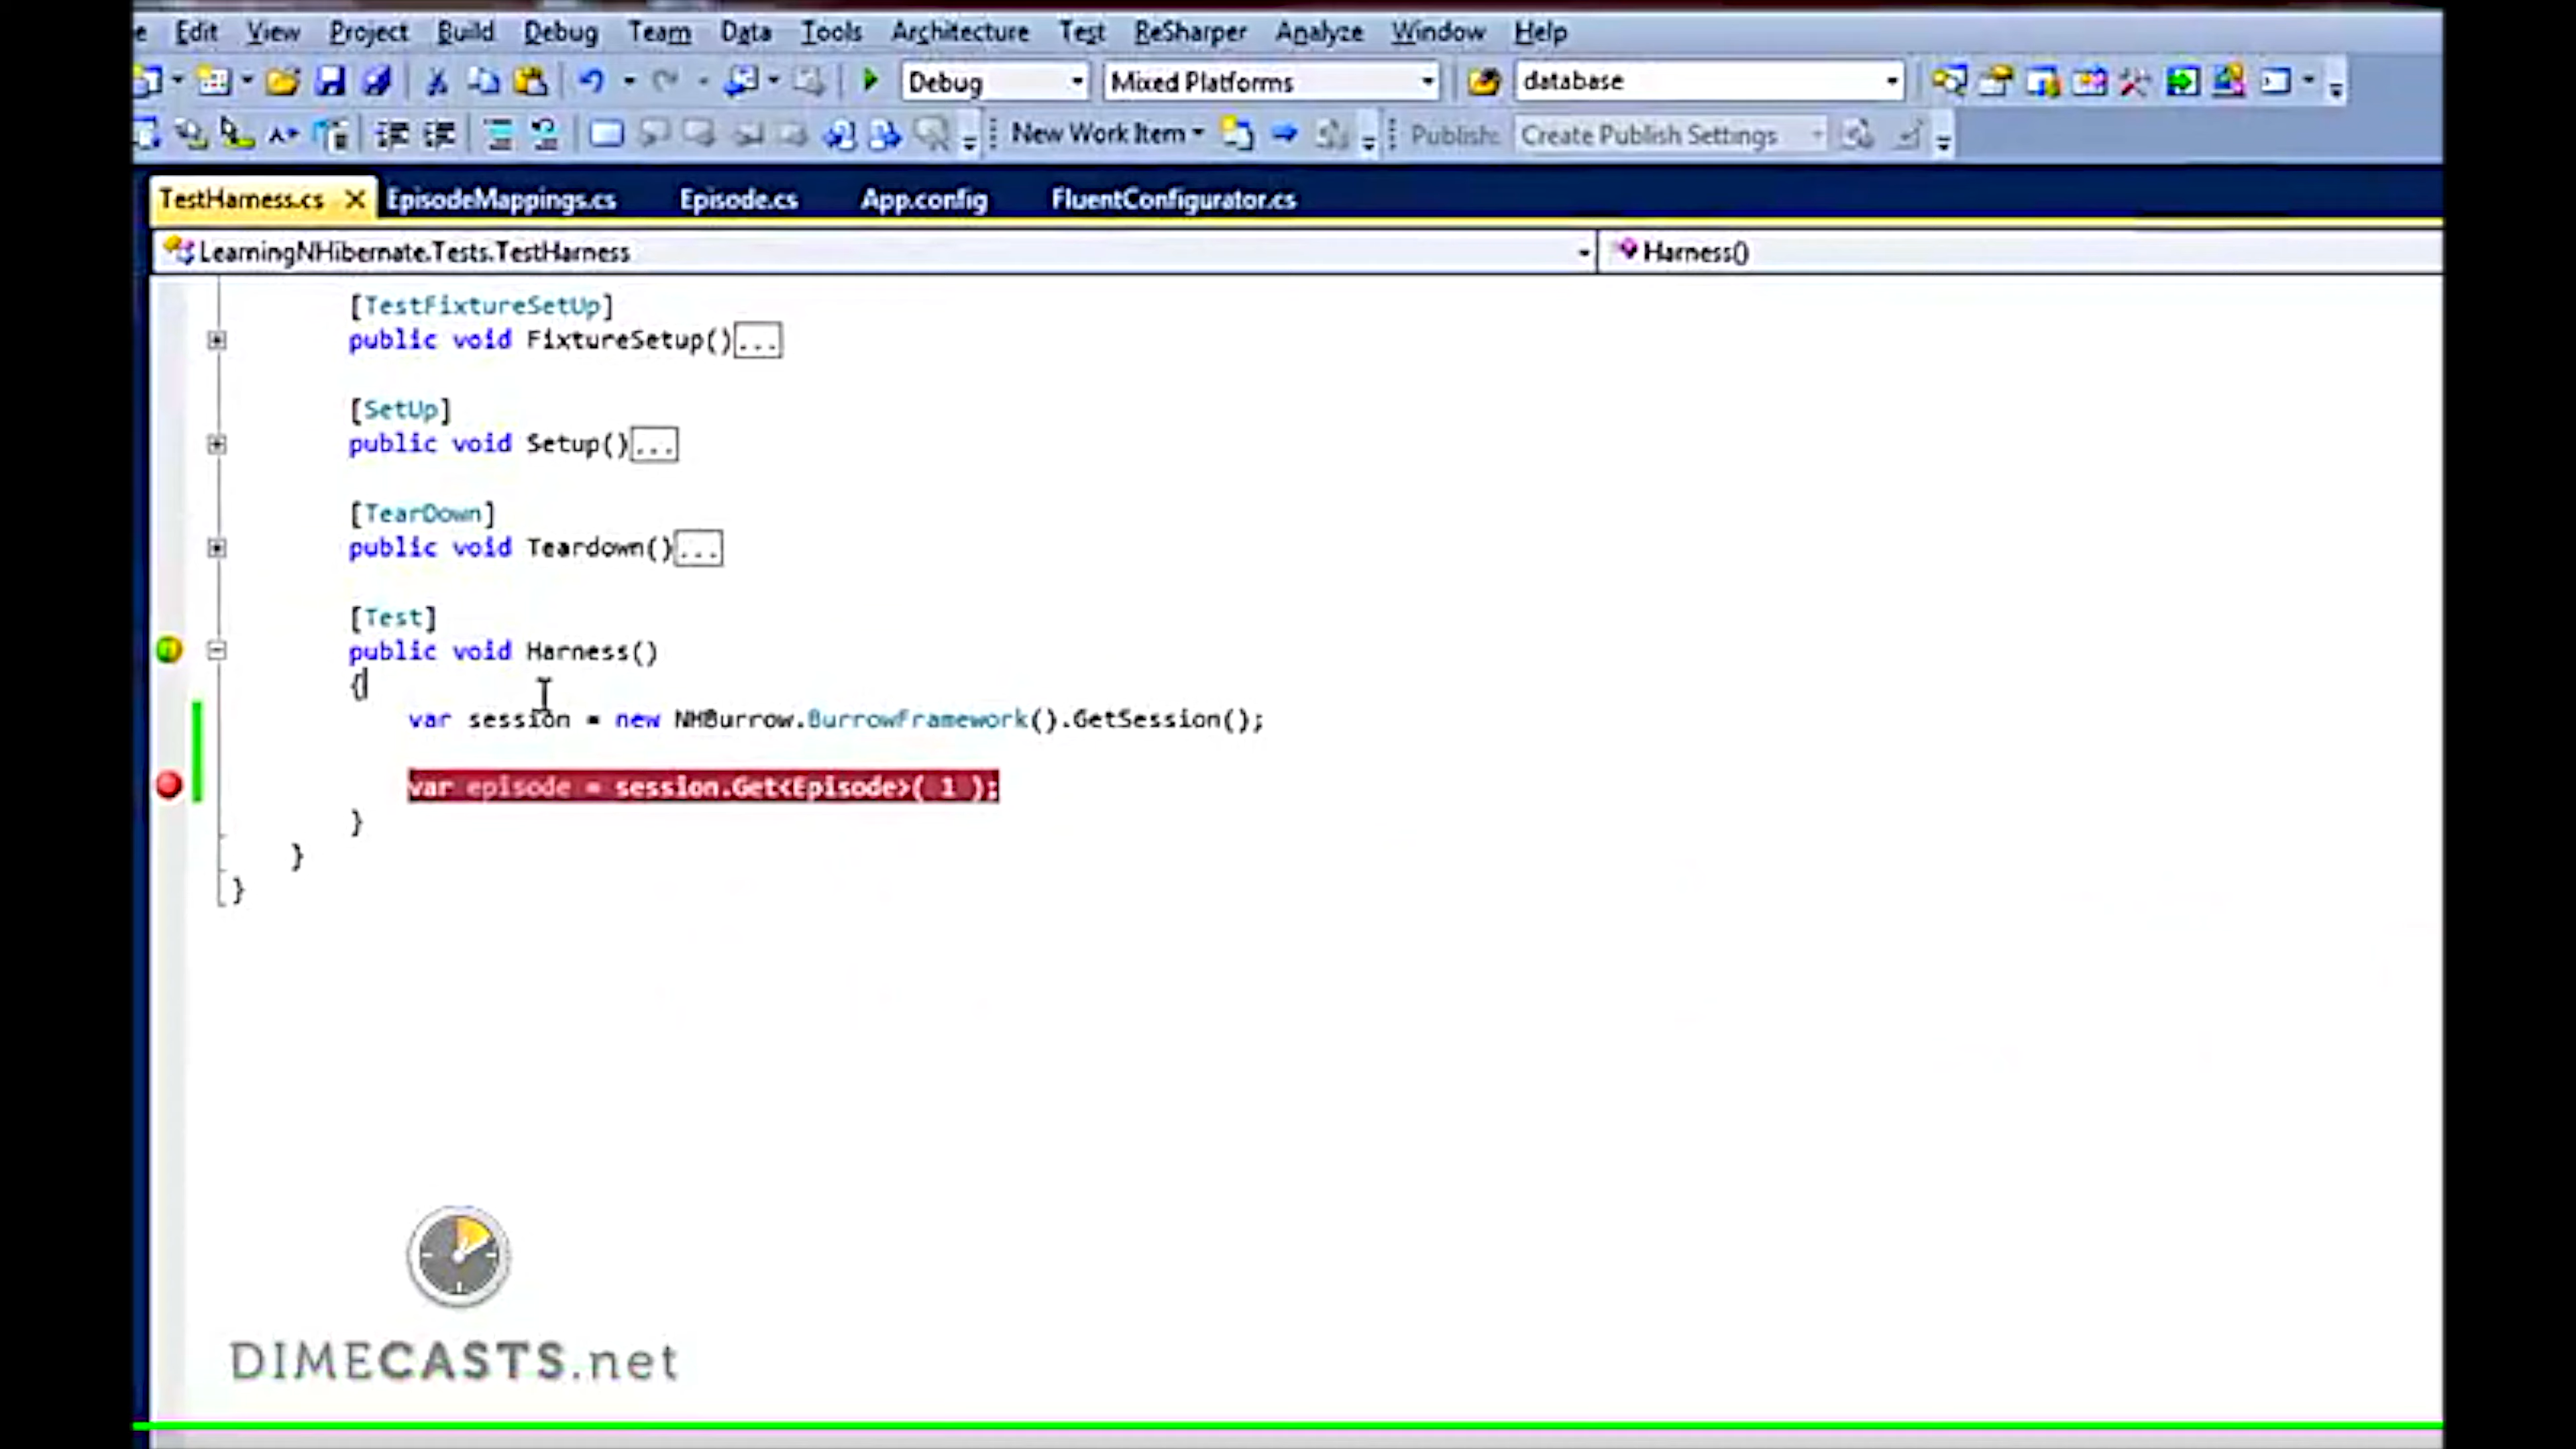 e Edit View Project Build Debug Team Data Tools Architecture Test ReSharper Analyze Window Help
Debug Mixed Platforms database
New Work Item Publish: Create Publish Settings
TestHarness.cs EpisodeMappings.cs Episode.cs App.config FluentConfigurator.cs
LearningNHibernate.Tests.TestHarness Harness()
[TestFixtureSetUp]
public void FixtureSetup()...
[SetUp]
public void Setup()...
[TearDown]
public void Teardown()...
[Test]
public void Harness()
{
var session = new NHBurrow.BurrowFramework().GetSession();
var episode = session.Get<Episode>( 1 );
}
}
}
DIMECASTS.net